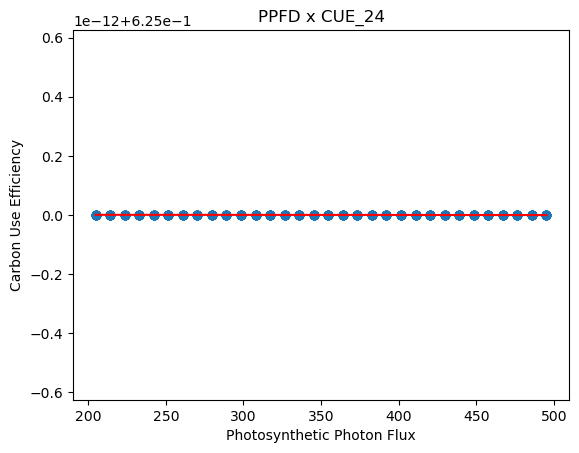 PPFD x CUE_24
1e−12+6.25e−1
0.6
0.4
0.2
0.0
−0.2
−0.4
−0.6
Carbon Use Efficiency
200 250 300 350 400 450 500
Photosynthetic Photon Flux